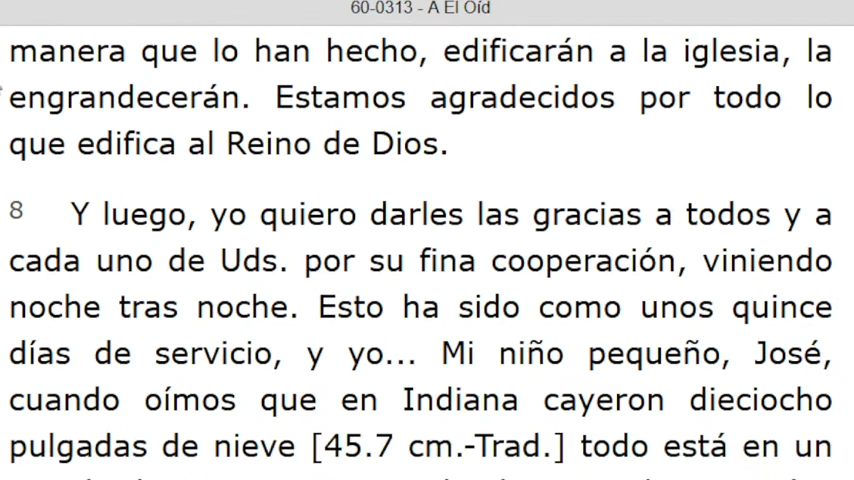 60-0313 - A El Oíd
manera que lo han hecho, edificarán a la iglesia, la
engrandecerán. Estamos agradecidos por todo lo
que edifica al Reino de Dios.
8 Y luego, yo quiero darles las gracias a todos y a
cada uno de Uds. por su fina cooperación, viniendo
noche tras noche. Esto ha sido como unos quince
días de servicio, y yo... Mi niño pequeño, José,
cuando oímos que en Indiana cayeron dieciocho
pulgadas de nieve [45.7 cm.-Trad.] todo está en un